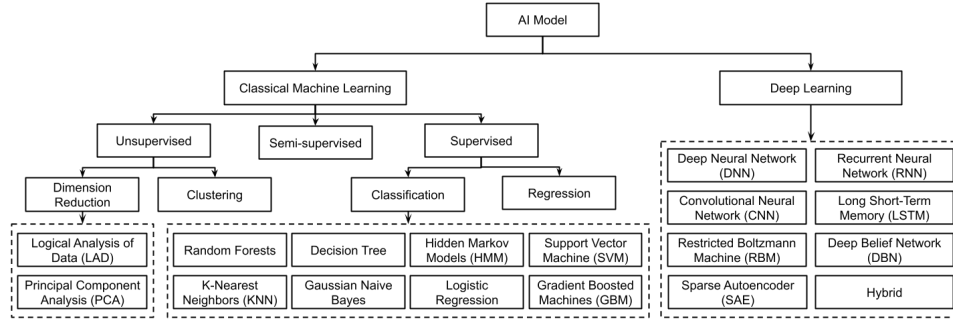 AI Model
Classical Machine Learning
Deep Learning
Unsupervised
Semi-supervised
Supervised
Dimension
Reduction
Clustering
Classification
Regression
Logical Analysis of
Data (LAD)
Principal Component
Analysis (PCA)
Random Forests
Decision Tree
Hidden Markov
Models (HMM)
Support Vector
Machine (SVM)
K-Nearest
Neighbors (KNN)
Gaussian Naive
Bayes
Logistic
Regression
Gradient Boosted
Machines (GBM)
Deep Neural Network
(DNN)
Recurrent Neural
Network (RNN)
Convolutional Neural
Network (CNN)
Long Short-Term
Memory (LSTM)
Restricted Boltzmann
Machine (RBM)
Deep Belief Network
(DBN)
Sparse Autoencoder
(SAE)
Hybrid